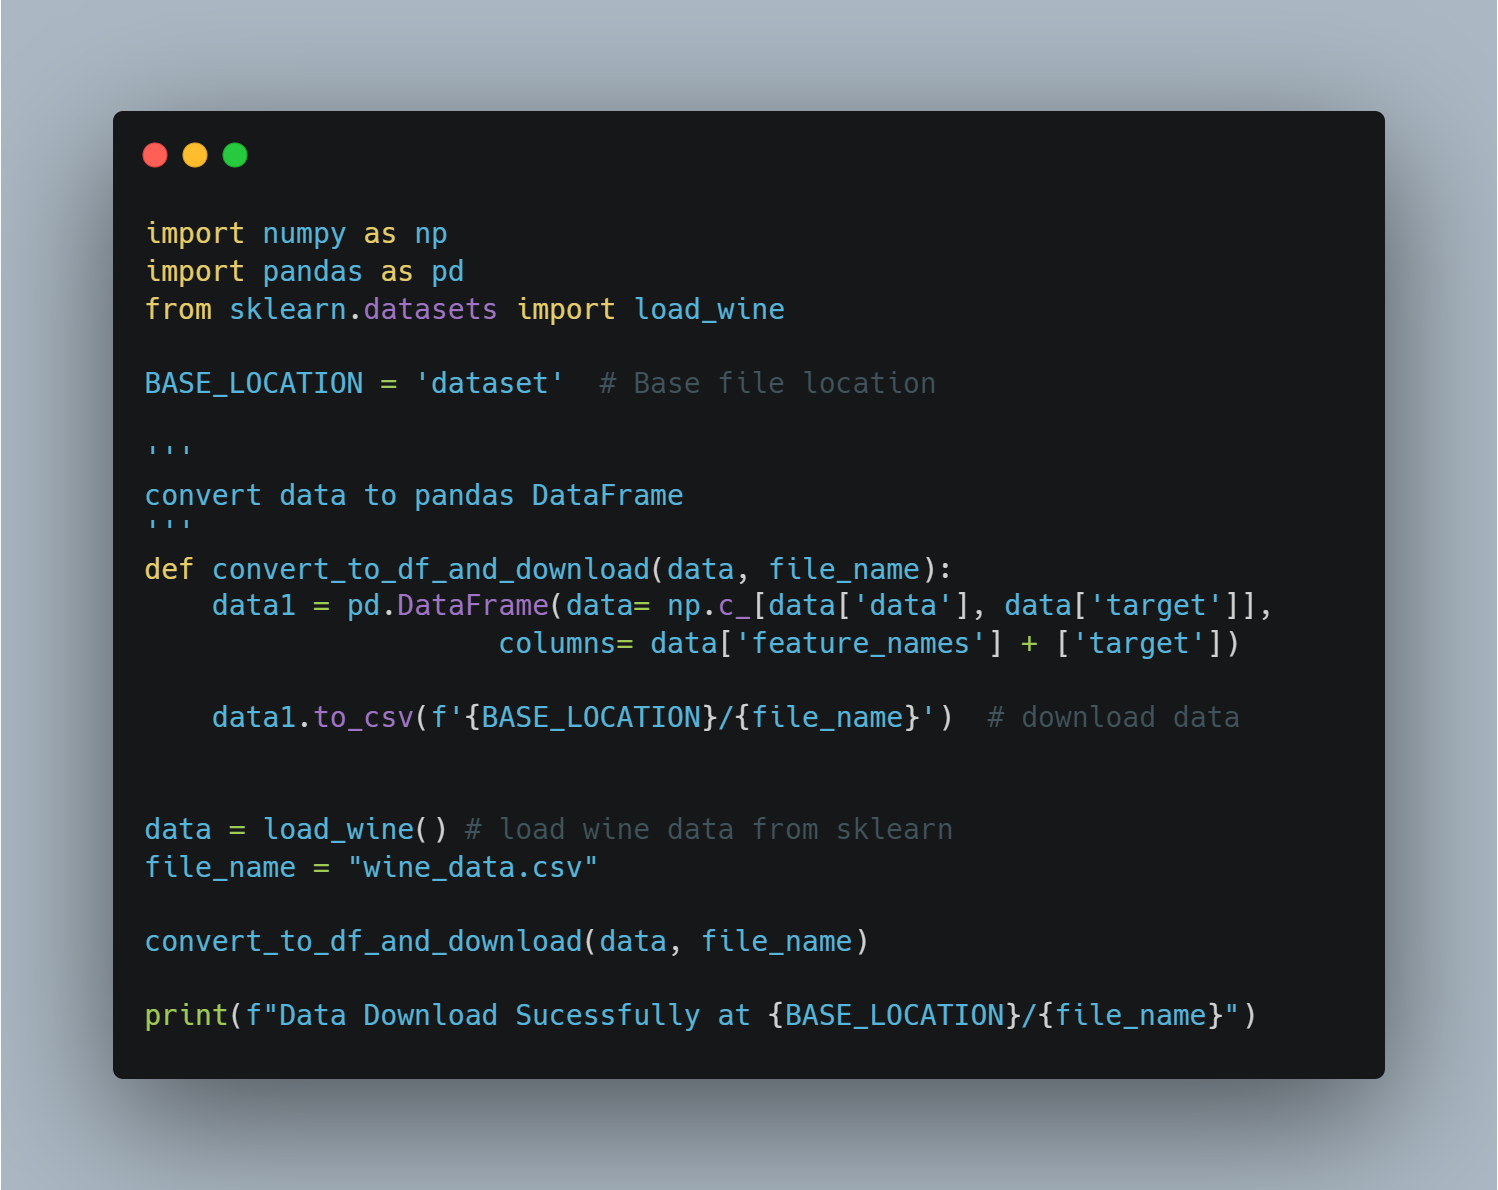 import numpy as np
import pandas as pd
from sklearn.datasets import load_wine
BASE_LOCATION = 'dataset'  # Base file location
'''
convert data to pandas DataFrame
'''
def convert_to_df_and_download(data, file_name):
    data1 = pd.DataFrame(data= np.c_[data['data'], data['target']],
                     columns= data['feature_names'] + ['target'])
    data1.to_csv(f'{BASE_LOCATION}/{file_name}')  # download data
data = load_wine() # load wine data from sklearn
file_name = "wine_data.csv"
convert_to_df_and_download(data, file_name)
print(f"Data Download Sucessfully at {BASE_LOCATION}/{file_name}")